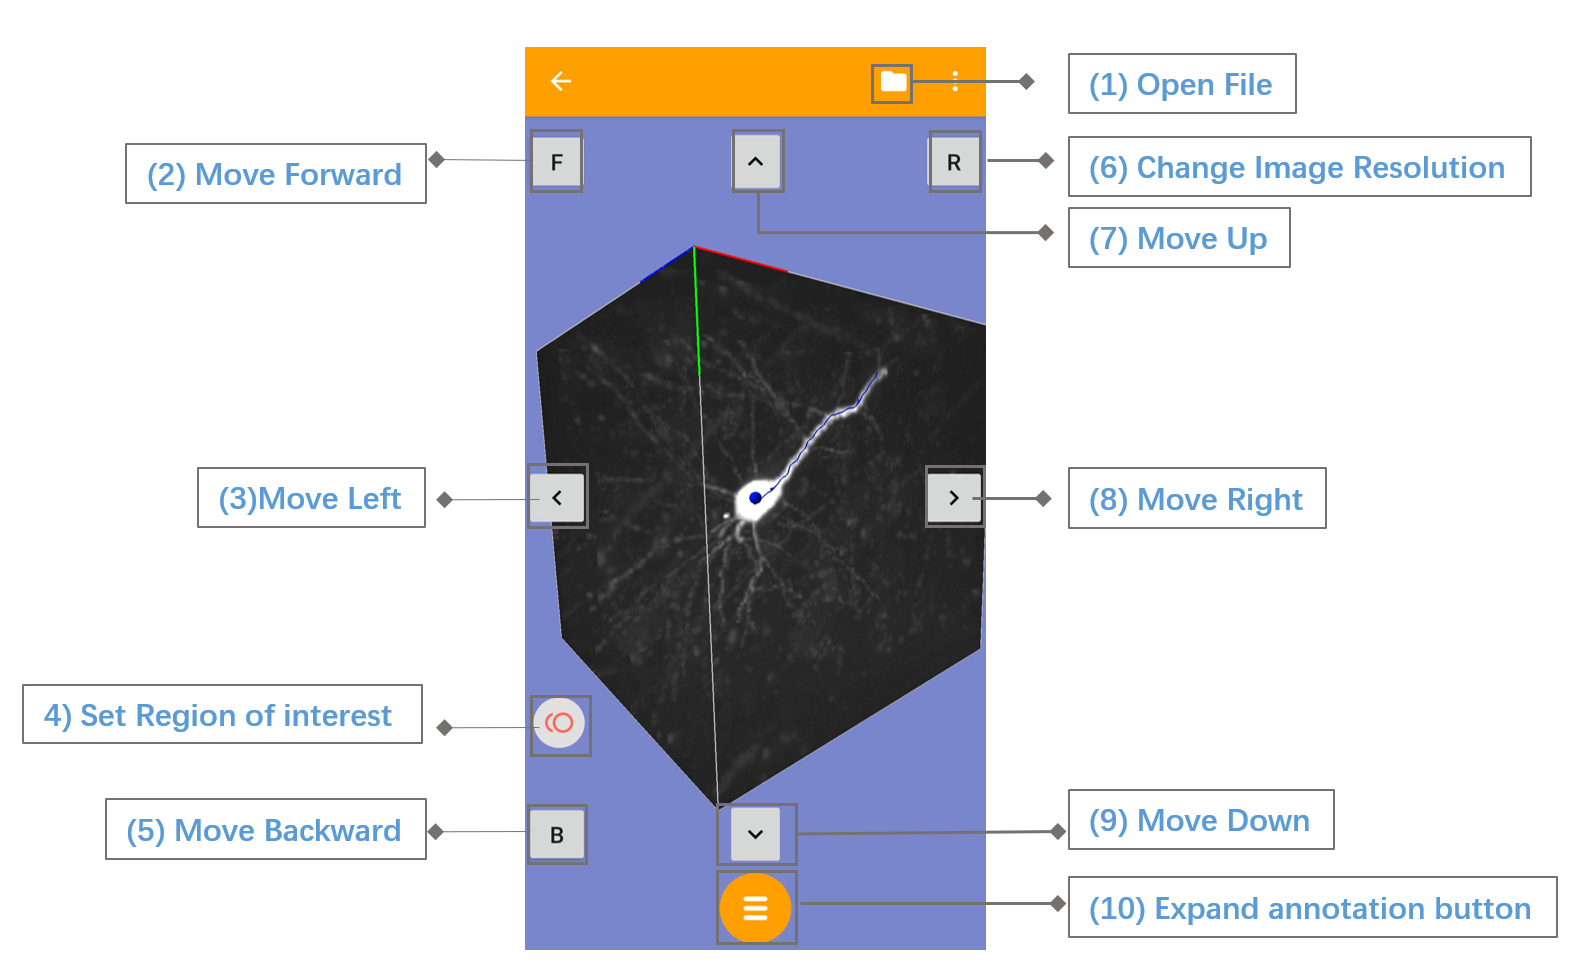 (1) Open File
F
R
(2) Move Forward
(6) Change Image Resolution
(7) Move Up
(3)Move Left
(8) Move Right
4) Set Region of interest
(5) Move Backward
B
(9) Move Down
(10) Expand annotation button